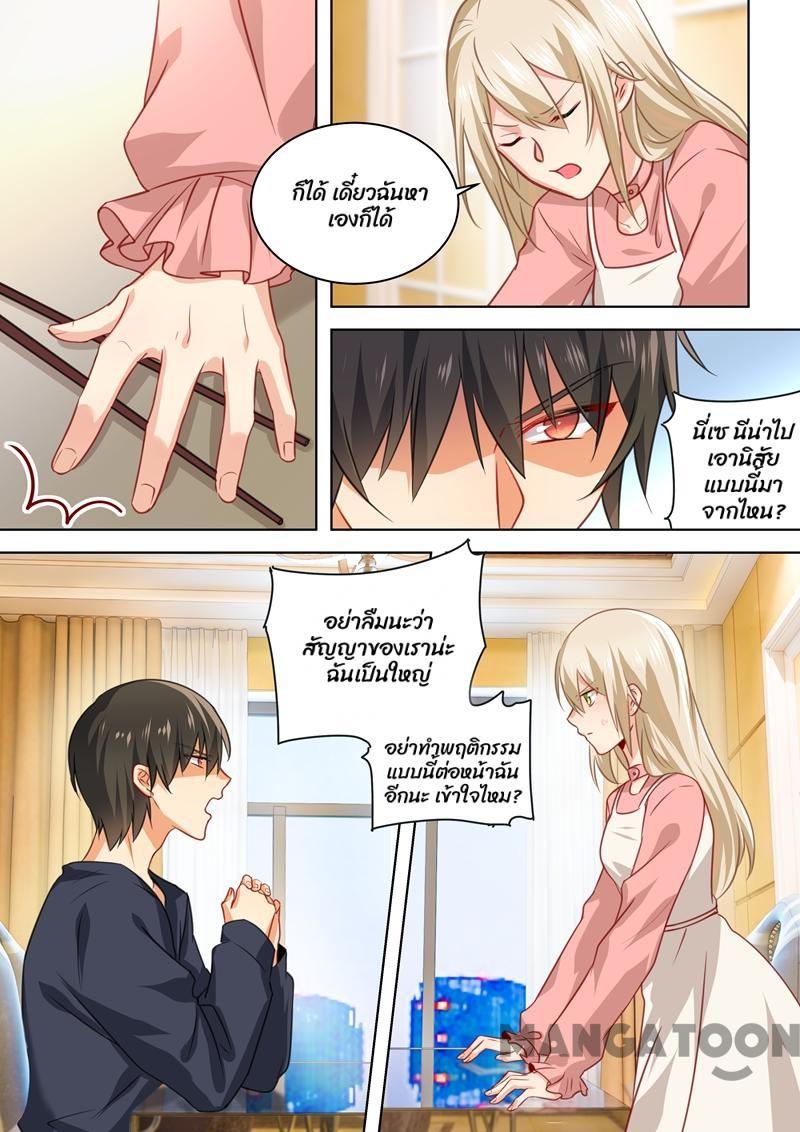 ก็ได้ เดี๋ยวฉันหา
เองก็ได้
นี่เซ นีน่าไป
เอานิสัย
แบบนี้มา
จากไหน?
อย่าลืมนะว่า
สัญญาของเราน่ะ
ฉันเป็นใหญ่
อย่าทำพฤติกรรม
แบบนี้ต่อหน้าฉัน
อีกนะ เข้าใจไหม?
MANGATOON